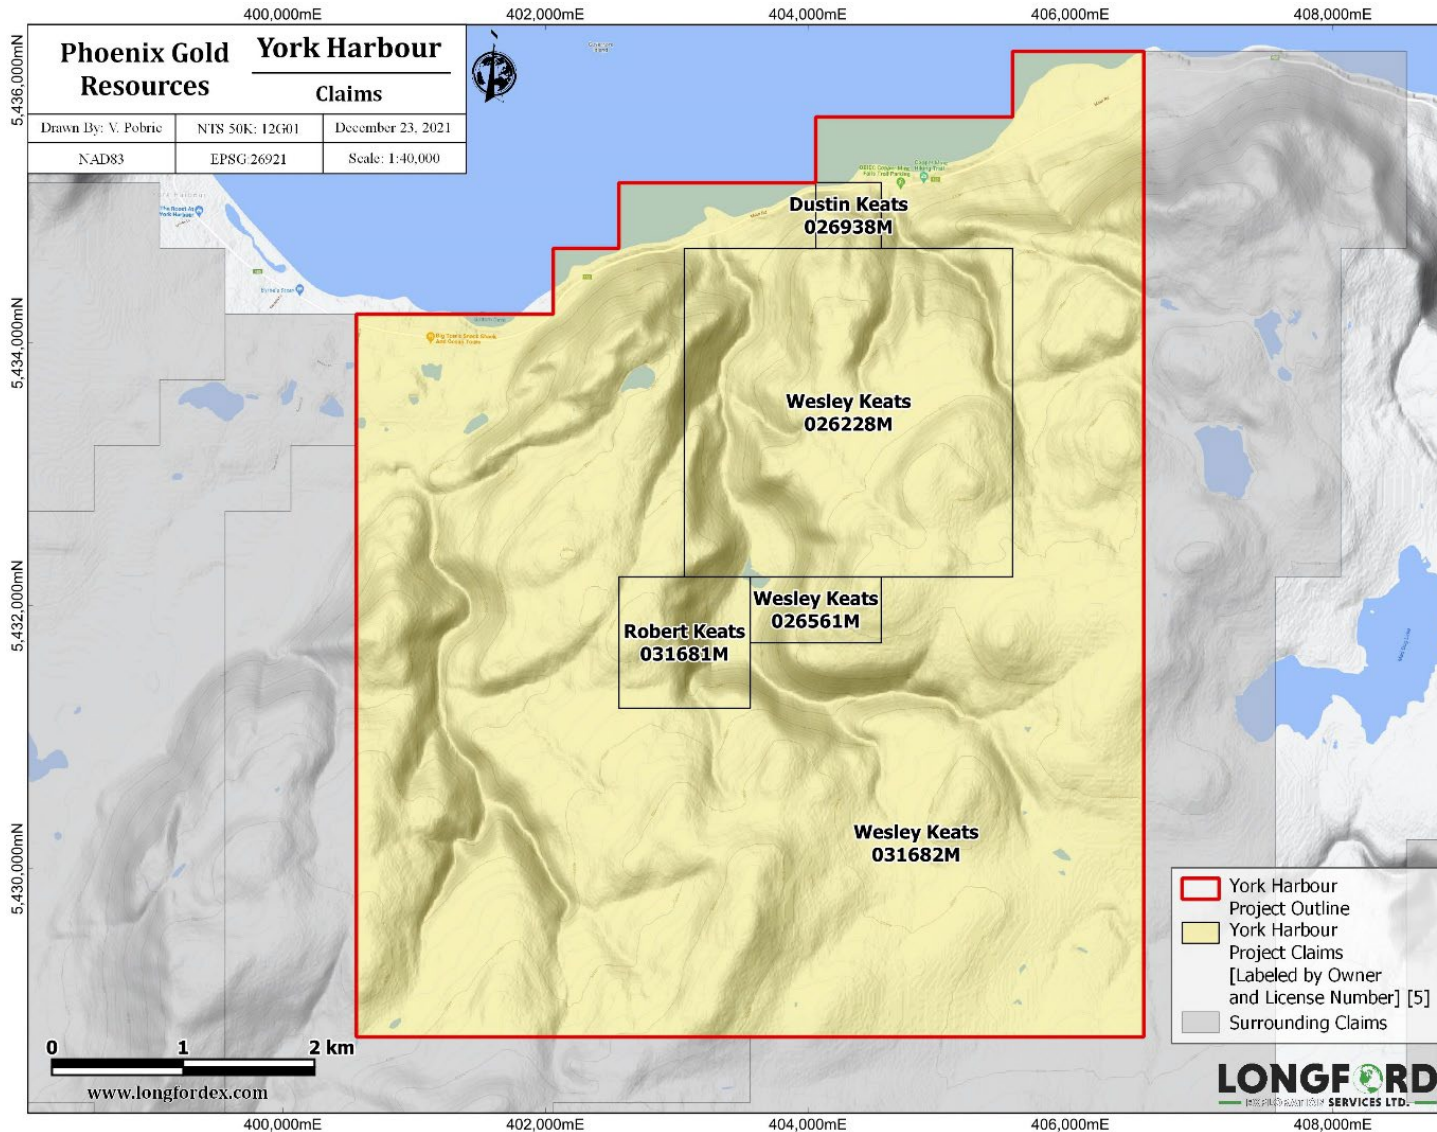 400,000mE 402,000mE 404,000mE 406,000mE 408,000mE
Phoenix Gold
Resources
York Harbour
Claims
Drawn By: V. Pobric NTS 50K: 12G01 December 23, 2021
NAD83 EPSG:26921 Scale: 1:40,000
5,436,000mN
5,434,000mN
5,432,000mN
5,430,000mN
Dustin Keats
026938M
Wesley Keats
026228M
Wesley Keats
026561M
Robert Keats
031681M
Wesley Keats
031682M
York Harbour
Project Outline
York Harbour
Project Claims
[Labeled by Owner
and License Number] [5]
Surrounding Claims
0 1 2 km
www.longfordex.com
LONGFORD
EXPLORATION SERVICES LTD.
400,000mE 402,000mE 404,000mE 406,000mE 408,000mE